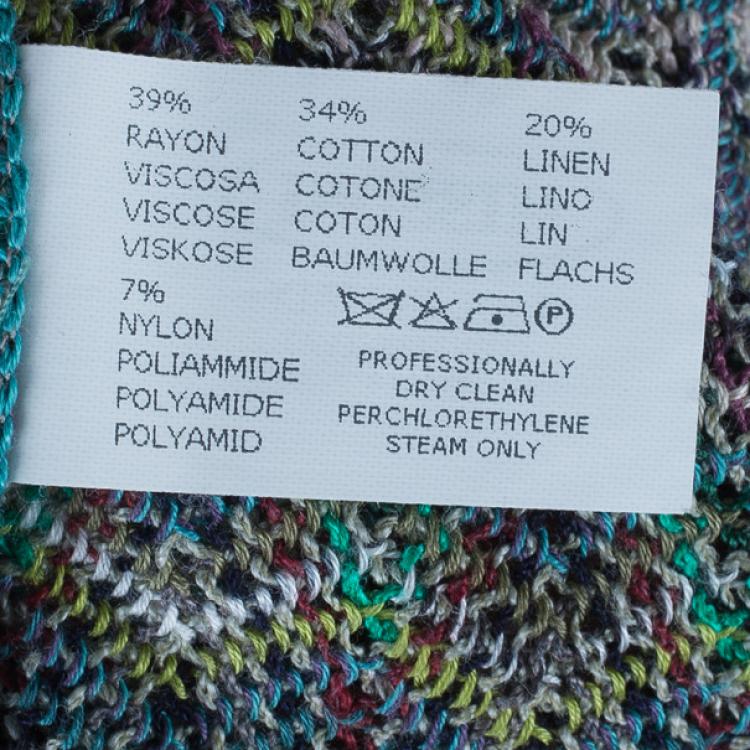 39%
RAYON
VISCOSA
VISCOSE
VISKOSE
34%
COTTON
COTONE
COTON
BAUMWOLLE
20%
LINEN
LINO
LIN
FLACHS
7%
NYLON
POLIAMMIDE
POLYAMIDE
POLYAMID
P
PROFESSIONALLY
DRY CLEAN
PERCHLORETHYLENE
STEAM ONLY